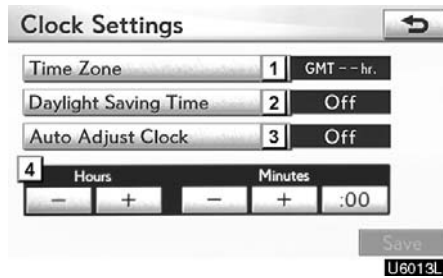 Clock Settings
Time Zone 1 GMT – – hr.
Daylight Saving Time 2 Off
Auto Adjust Clock 3 Off
4 Hours Minutes
– + – + :00
Save
U6013L